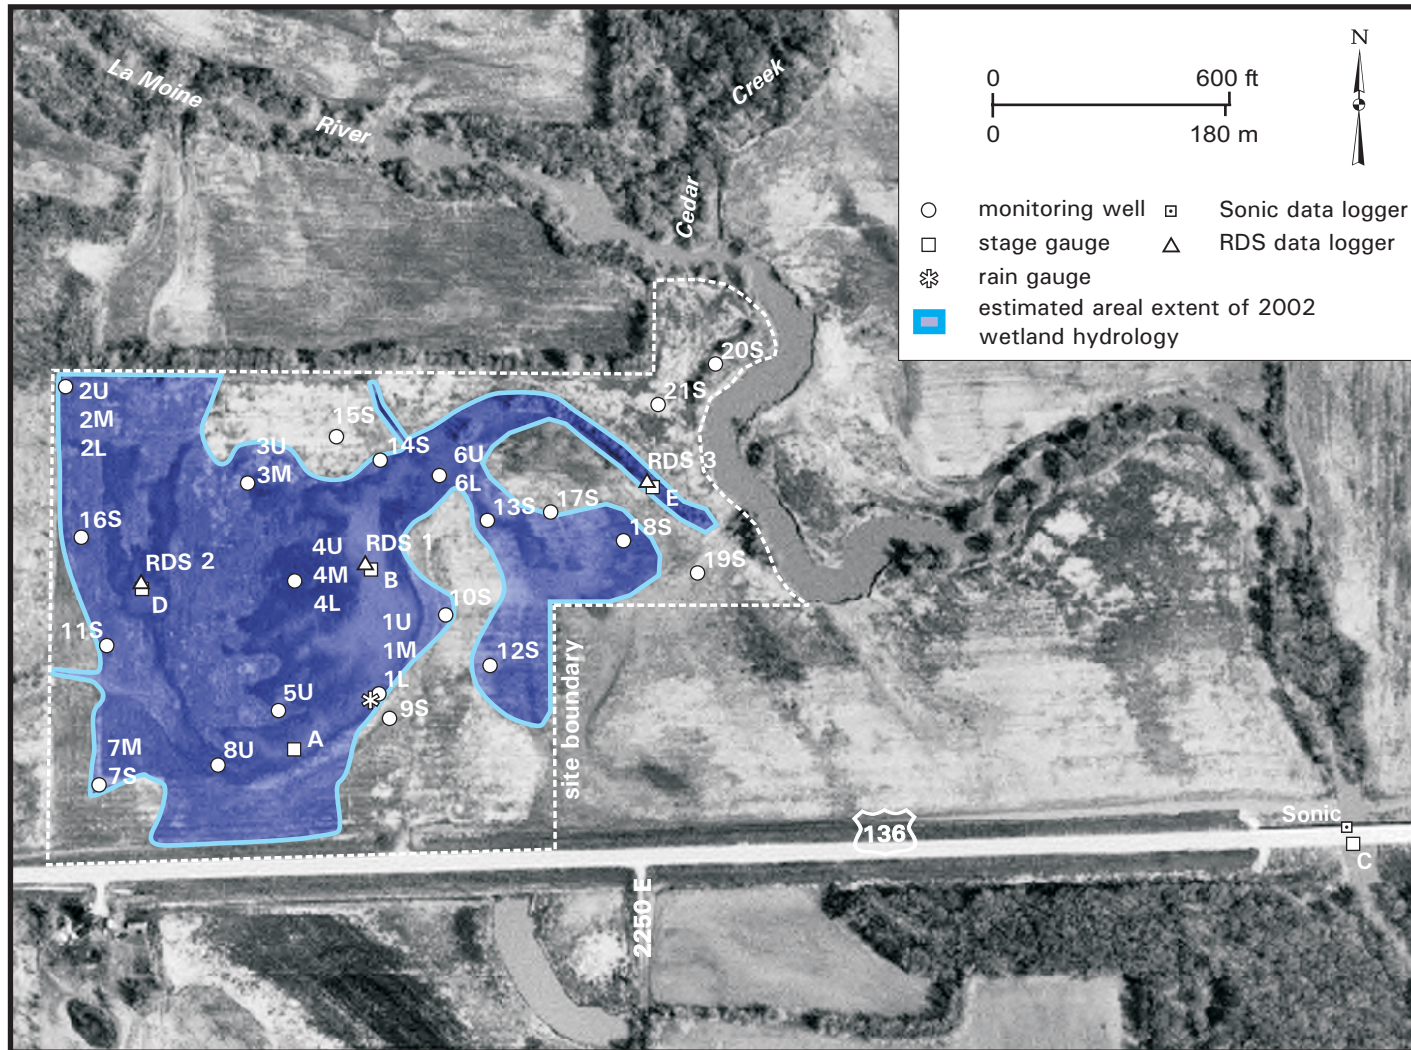 La Moine
River
Creek
Cedar
0 600 ft
0 180 m
N
monitoring well
Sonic data logger
stage gauge
RDS data logger
rain gauge
estimated areal extent of 2002
wetland hydrology
20S
21S
2U
2M
2L
15S
3U
3M
14S
6U
6L
RDS 3
E
13S
17S
18S
19S
16S
RDS 2
D
4U
4M
4L
RDS 1
B
10S
1U
1M
1L
11S
12S
9S
5U
A
8U
7M
7S
site boundary
136
Sonic
C
2250 E